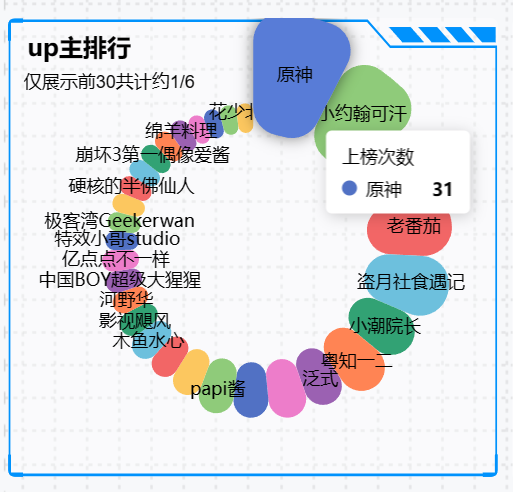 up主排行
仅展示前30共计约1/6
原神
小约翰可汗
上榜次数
原神 31
老番茄
盗月社食遇记
小潮院长
粤知一二
泛式
papi酱
木鱼水心
影视飓风
河野华
中国BOY超级大猩猩
亿点点不一样
特效小哥studio
极客湾Geekerwan
硬核的半佛仙人
崩坏3第一偶像爱酱
绵羊料理
花少北